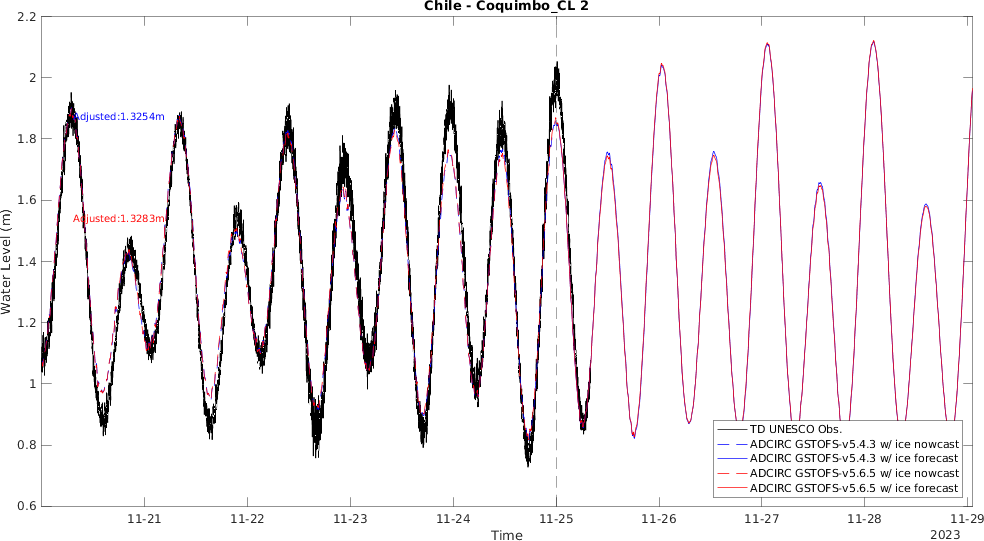 Chile - Coquimbo_CL 2
2.2
2
1.8
1.6
1.4
1.2
1
0.8
0.6
Water Level (m)
Adjusted:1.3254m
Adjusted:1.3283m
TD UNESCO Obs.
ADCIRC GSTOFS-v5.4.3 w/ ice nowcast
ADCIRC GSTOFS-v5.4.3 w/ ice forecast
ADCIRC GSTOFS-v5.6.5 w/ ice nowcast
ADCIRC GSTOFS-v5.6.5 w/ ice forecast
11-21 11-22 11-23 11-24 11-25 11-26 11-27 11-28 11-29
Time
2023